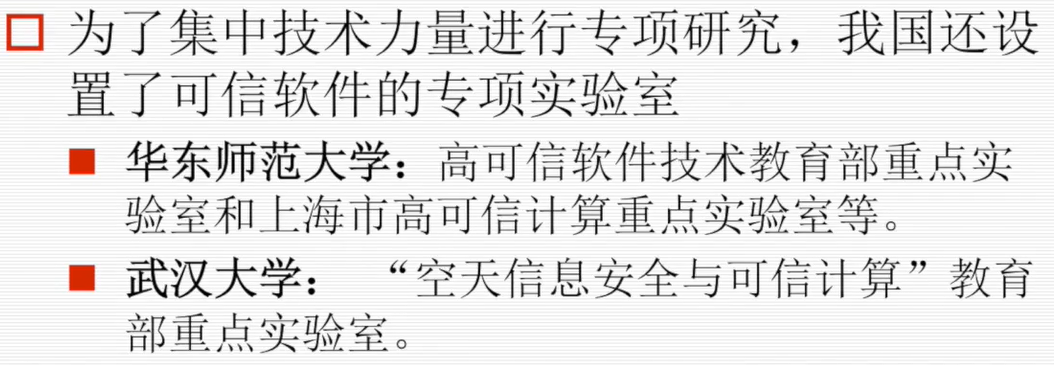 为了集中技术力量进行专项研究，我国还设
置了可信软件的专项实验室
华东师范大学：高可信软件技术教育部重点实
验室和上海市高可信计算重点实验室等。
武汉大学： “空天信息安全与可信计算”教育
部重点实验室。